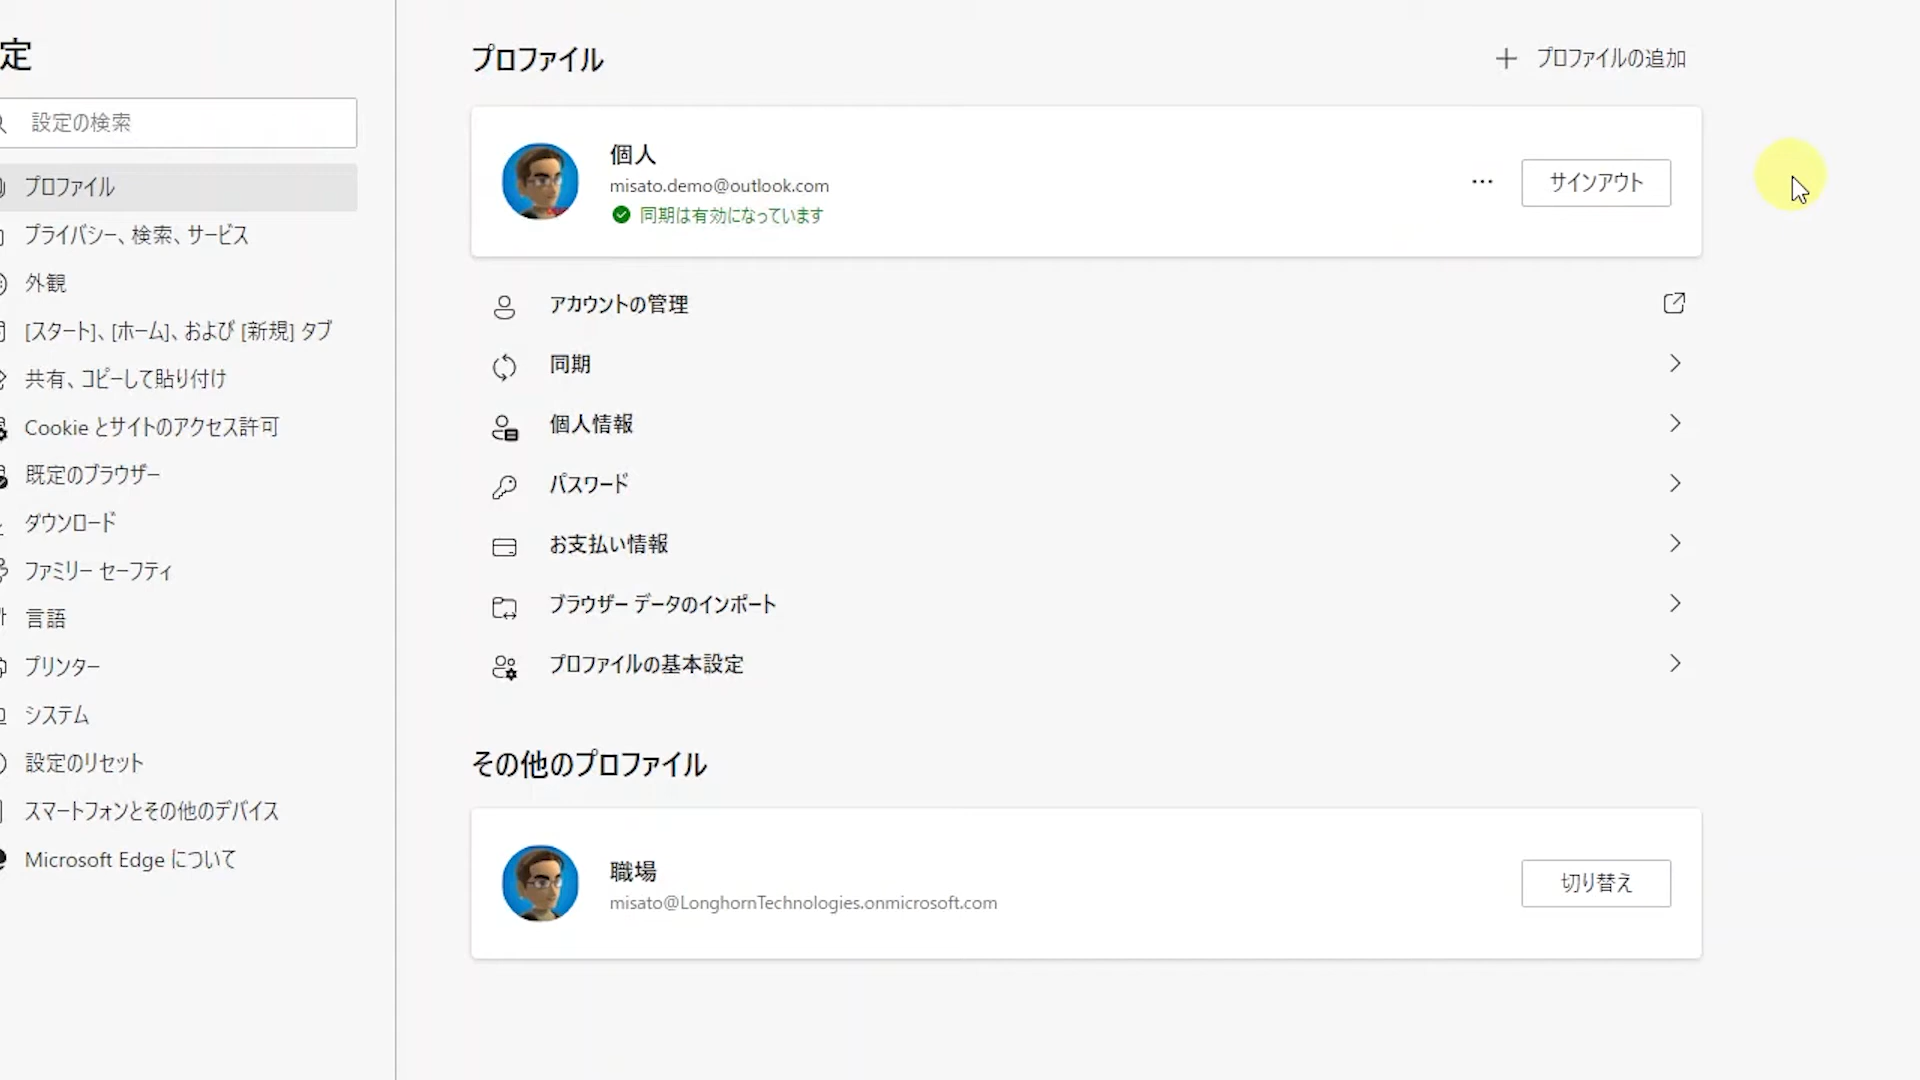 定
設定の検索
プロファイル
プライバシー、検索、サービス
外観
[スタート]、[ホーム]、および [新規] タブ
共有、コピーして貼り付け
Cookie とサイトのアクセス許可
既定のブラウザー
ダウンロード
ファミリー セーフティ
言語
プリンター
システム
設定のリセット
スマートフォンとその他のデバイス
Microsoft Edge について
プロファイル
プロファイルの追加
個人
misato.demo@outlook.com
同期は有効になっています
サインアウト
アカウントの管理
同期
個人情報
パスワード
お支払い情報
ブラウザー データのインポート
プロファイルの基本設定
その他のプロファイル
職場
misato@LonghornTechnologies.onmicrosoft.com
切り替え